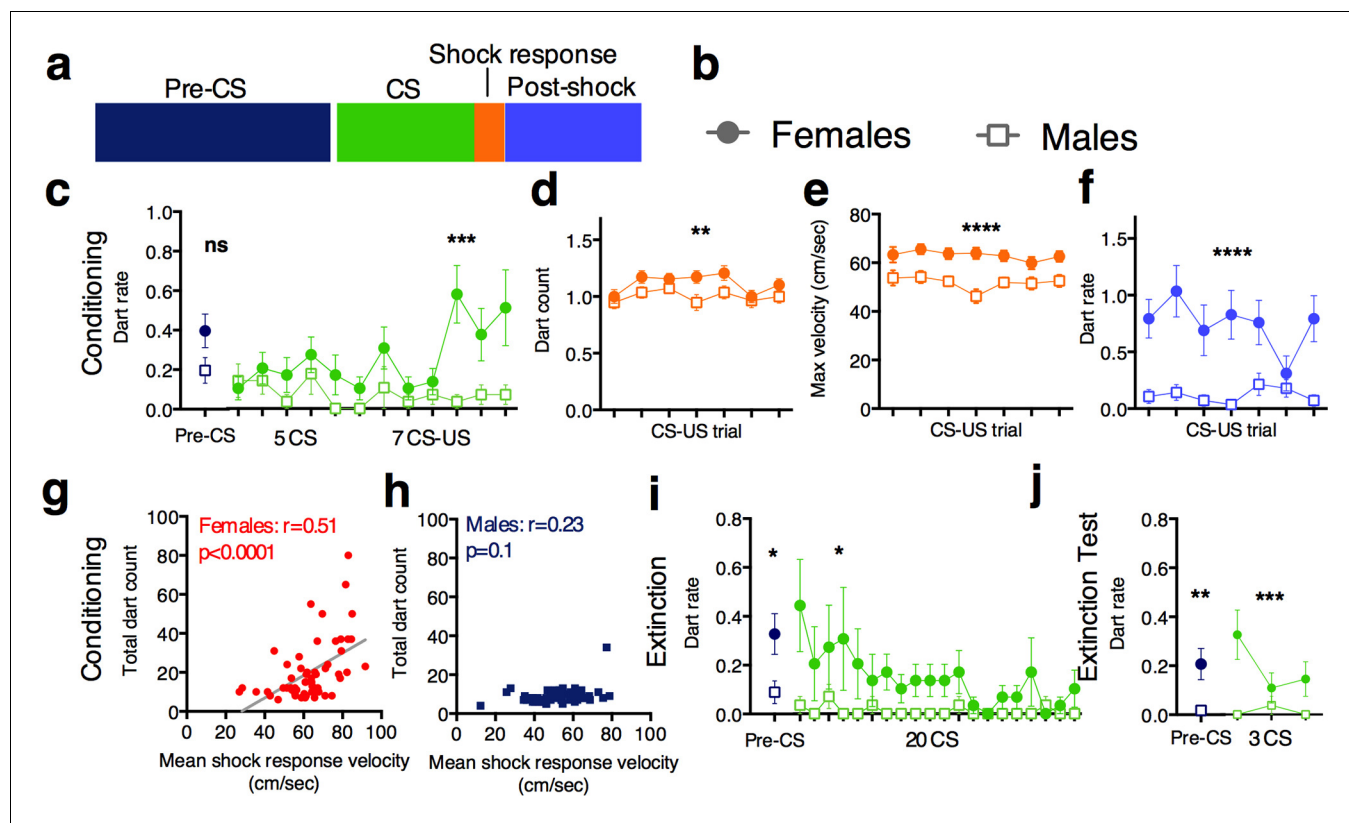 a
Pre-CS
CS
Shock response
Post-shock
b
Females
Males
c
Conditioning
Dart rate
1.0
0.8
0.6
0.4
0.2
0.0
ns
***
Pre-CS
5 CS
7 CS-US
d
Dart count
1.5
1.0
0.5
0.0
**
CS-US trial
e
Max velocity (cm/sec)
80
60
40
20
0
****
CS-US trial
f
Dart rate
1.5
1.0
0.5
0.0
****
CS-US trial
g
Conditioning
Total dart count
100
80
60
40
20
0
Females: r=0.51
p<0.0001
0 20 40 60 80 100
Mean shock response velocity
(cm/sec)
h
Total dart count
100
80
60
40
20
0
Males: r=0.23
p=0.1
0 20 40 60 80 100
Mean shock response velocity
(cm/sec)
i
Extinction
Dart rate
0.8
0.6
0.4
0.2
0.0
*
*
Pre-CS
20 CS
j
Extinction Test
Dart rate
0.8
0.6
0.4
0.2
0.0
**
***
Pre-CS
3 CS